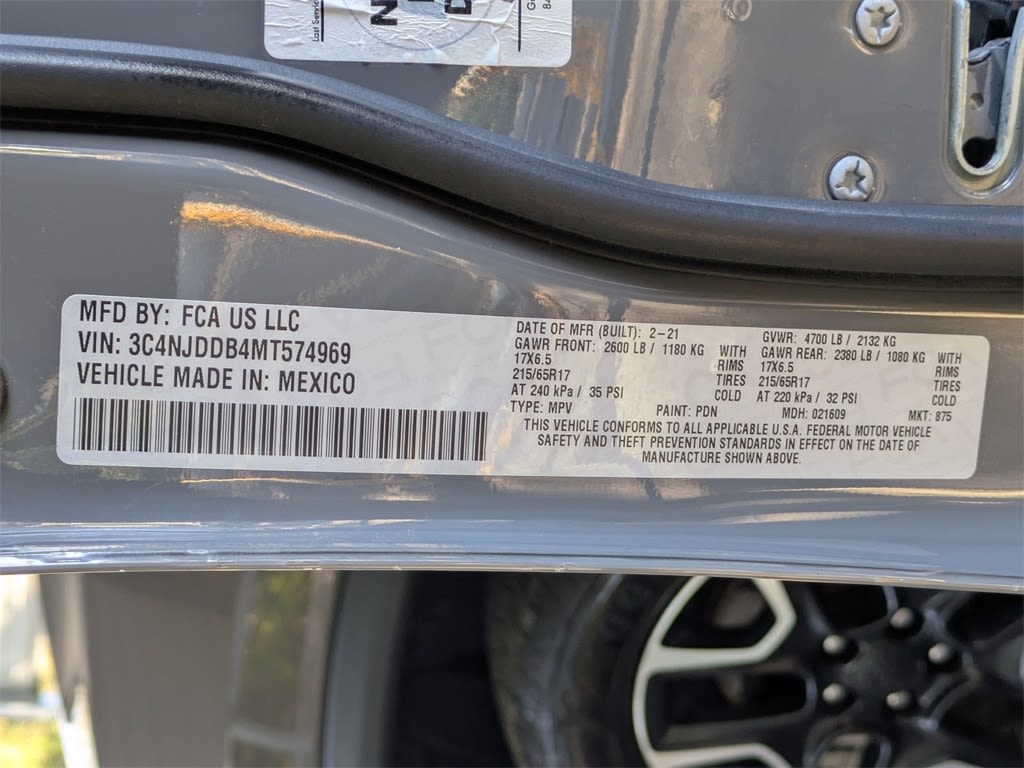 Last Servic
N
MFD BY: FCA US LLC
VIN: 3C4NJDDB4MT574969
VEHICLE MADE IN: MEXICO
DATE OF MFR (BUILT): 2-21 GVWR: 4700 LB / 2132 KG
GAWR FRONT: 2600 LB / 1180 KG WITH GAWR REAR: 2380 LB / 1080 KG WITH
17X6.5 RIMS 17X6.5 RIMS
215/65R17 TIRES 215/65R17 TIRES
AT 240 kPa / 35 PSI COLD AT 220 kPa / 32 PSI COLD
TYPE: MPV PAINT: PDN MDH: 021609 MKT: 875
THIS VEHICLE CONFORMS TO ALL APPLICABLE U.S.A. FEDERAL MOTOR VEHICLE
SAFETY AND THEFT PREVENTION STANDARDS IN EFFECT ON THE DATE OF
MANUFACTURE SHOWN ABOVE.